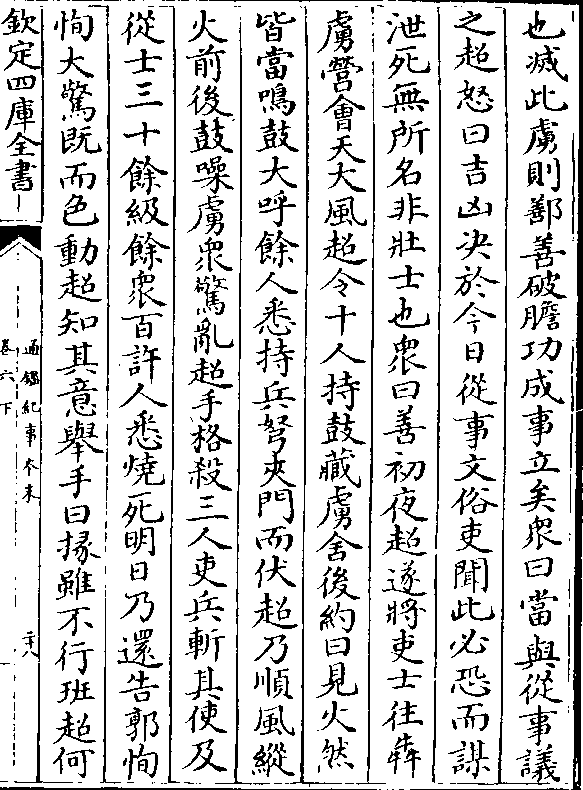 也滅此虜則鄯善破膽功成事立矣衆曰當與從事議
之超怒曰吉凶決於今日從事文俗吏聞此必恐而謀
泄死無所名非壯士也衆曰善初夜超遂將吏士往犇
虜營會天大風超令十人持鼓藏虜舍後約曰見火然
皆當鳴鼓大呼餘人悉持兵弩夾門而伏超乃順風縱
火前後鼓噪虜衆驚亂超手格殺三人吏兵斬其使及
從士三十餘級餘衆百許人悉燒死明日乃還告郭恂
恂大驚既而色動超知其意舉手曰掾雖不行班超何
欽定四庫全書
通鑑紀事本末
卷六下
二十八